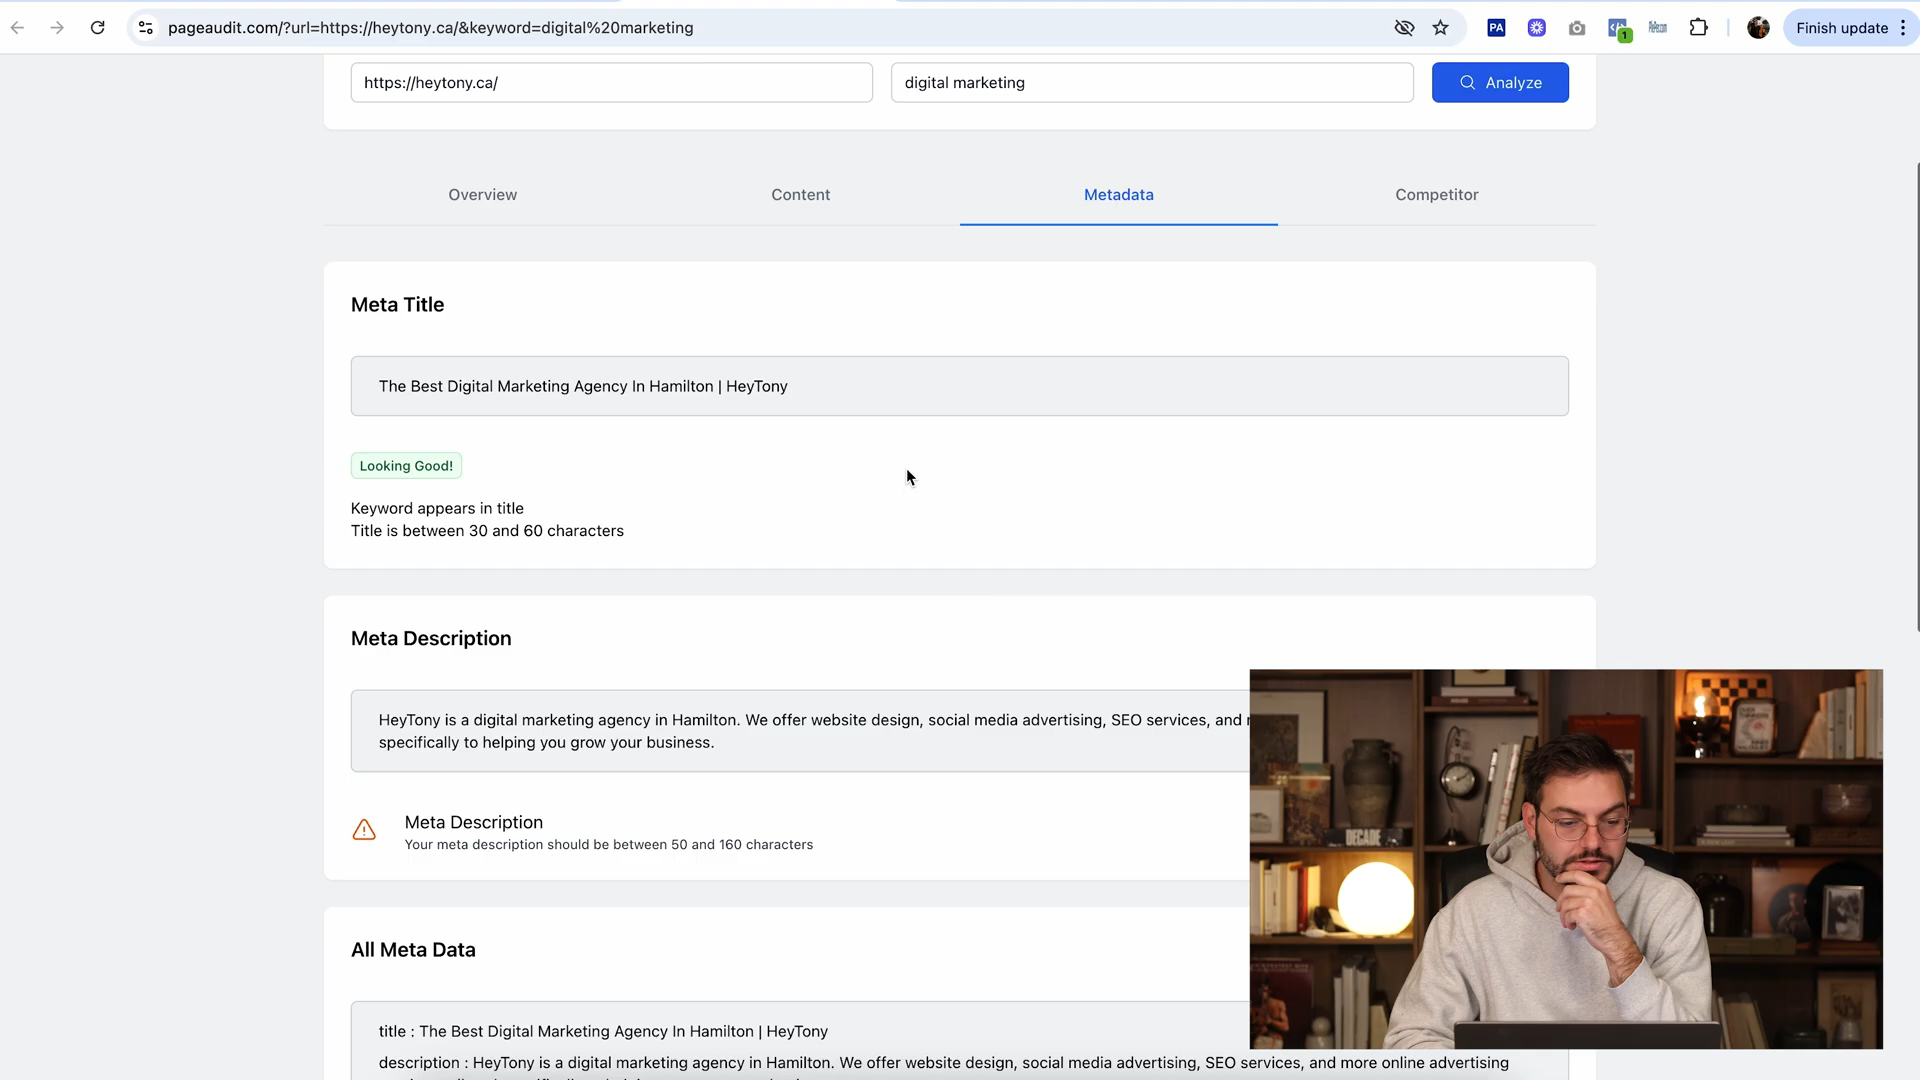 pageaudit.com/?url=https://heytony.ca/&keyword=digital%20marketing
PA
1
Finish update
https://heytony.ca/
digital marketing
Analyze
Overview
Content
Metadata
Competitor
Meta Title
The Best Digital Marketing Agency In Hamilton | HeyTony
Looking Good!
Keyword appears in title
Title is between 30 and 60 characters
Meta Description
HeyTony is a digital marketing agency in Hamilton. We offer website design, social media advertising, SEO services, and
specifically to helping you grow your business.
Meta Description
Your meta description should be between 50 and 160 characters
DECADE
All Meta Data
title : The Best Digital Marketing Agency In Hamilton | HeyTony
description : HeyTony is a digital marketing agency in Hamilton. We offer website design, social media advertising, SEO services, and more online advertising